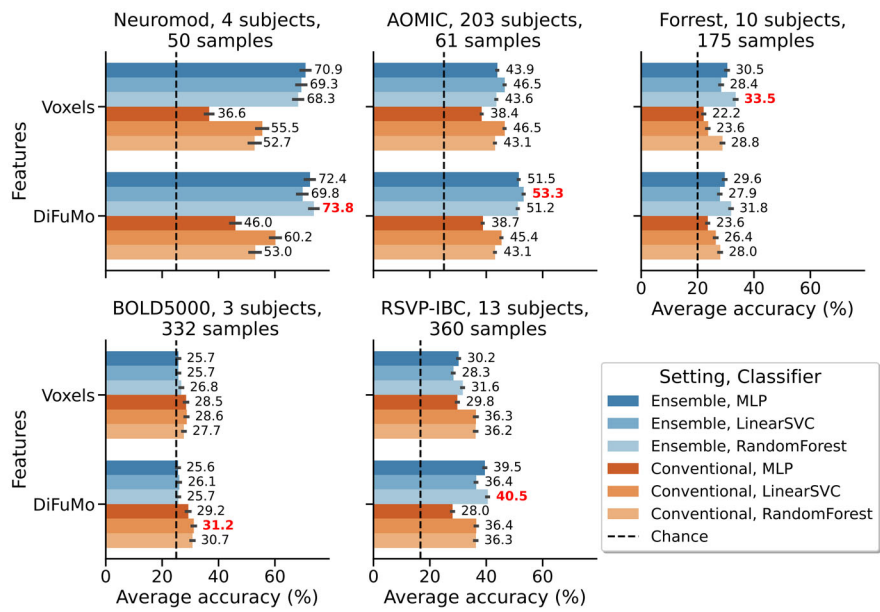 Neuromod, 4 subjects,
50 samples
AOMIC, 203 subjects,
61 samples
Forrest, 10 subjects,
175 samples
Features
Voxels
70.9
69.3
68.3
36.6
55.5
52.7
DiFuMo
72.4
69.8
73.8
46.0
60.2
53.0
43.9
46.5
43.6
38.4
46.5
43.1
51.5
53.3
51.2
38.7
45.4
43.1
30.5
28.4
33.5
22.2
23.6
28.8
29.6
27.9
31.8
23.6
26.4
28.0
0 20 40 60
Average accuracy (%)
BOLD5000, 3 subjects,
332 samples
RSVP-IBC, 13 subjects,
360 samples
Features
Voxels
25.7
25.7
26.8
28.5
28.6
27.7
DiFuMo
25.6
26.1
25.7
29.2
31.2
30.7
0 20 40 60
Average accuracy (%)
30.2
28.3
31.6
29.8
36.3
36.2
39.5
36.4
40.5
28.0
36.4
36.3
0 20 40 60
Average accuracy (%)
Setting, Classifier
Ensemble, MLP
Ensemble, LinearSVC
Ensemble, RandomForest
Conventional, MLP
Conventional, LinearSVC
Conventional, RandomForest
Chance